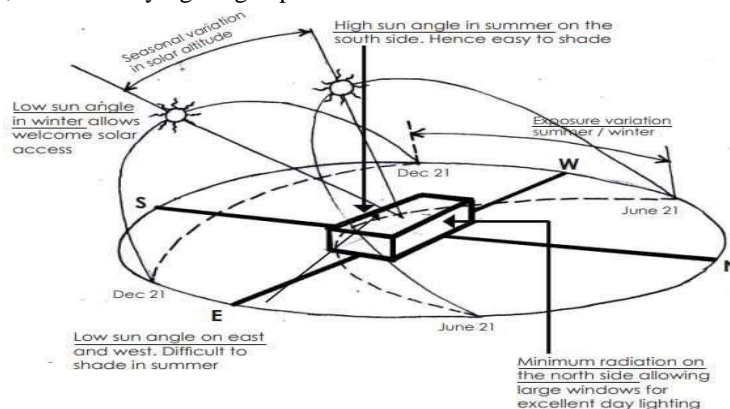 High sun angle in summer on the
south side. Hence easy to shade
Seasonal variation
in solar altitude
Low sun angle
in winter allows
welcome solar
access
Exposure variation
summer / winter
Dec 21
W
S
June 21
N
Dec 21
E
June 21
Low sun angle on east
and west. Difficult to
shade in summer
Minimum radiation on
the north side allowing
large windows for
excellent day lighting